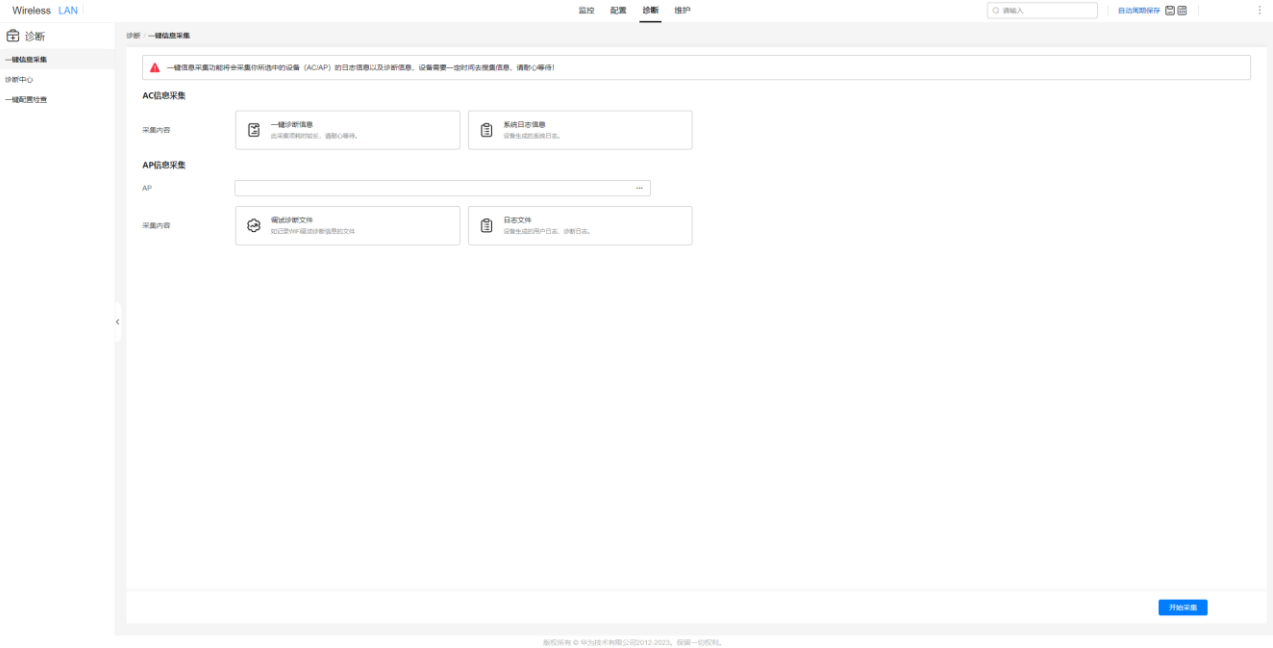 Wireless LAN
监控 配置 诊断 维护
请输入
自动周期保存
诊断
一键信息采集
诊断中心
一键配置检查
诊断 / 一键信息采集
一键信息采集功能将会采集你所选中的设备（AC/AP）的日志信息以及诊断信息，设备需要一定时间去搜集信息，请耐心等待！
AC信息采集
采集内容
一键诊断信息
此采集项耗时较长，请耐心等待。
系统日志信息
设备生成的系统日志。
AP信息采集
AP
采集内容
调试诊断文件
如记录WIFI驱动诊断信息的文件
日志文件
设备生成的用户日志、诊断日志。
开始采集
版权所有 © 华为技术有限公司2012-2023。保留一切权利。